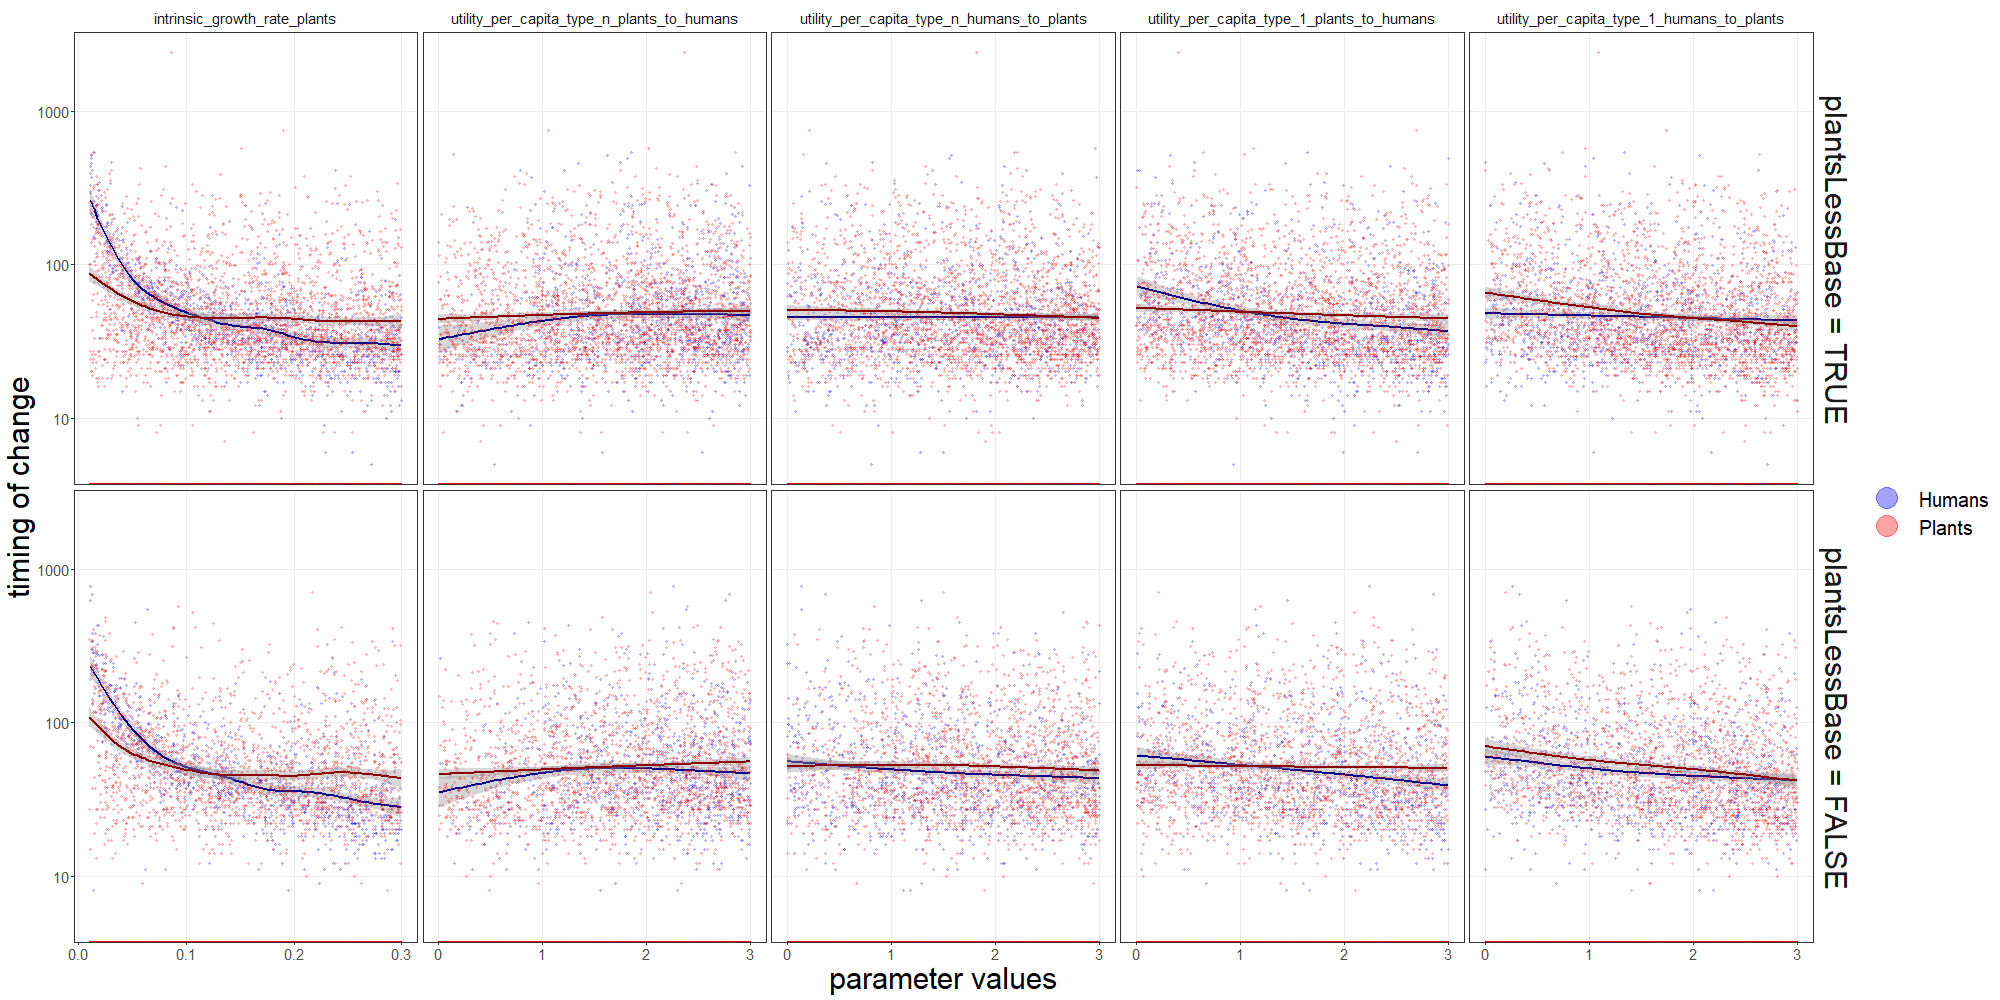 intrinsic_growth_rate_plants
utility_per_capita_type_n_plants_to_humans
utility_per_capita_type_n_humans_to_plants
utility_per_capita_type_1_plants_to_humans
utility_per_capita_type_1_humans_to_plants
timing of change
1000
100
10
plantsLessBase = TRUE
1000
100
10
plantsLessBase = FALSE
0.0 0.1 0.2 0.3
0 1 2 3
0 1 2 3
0 1 2 3
0 1 2 3
parameter values
Humans
Plants